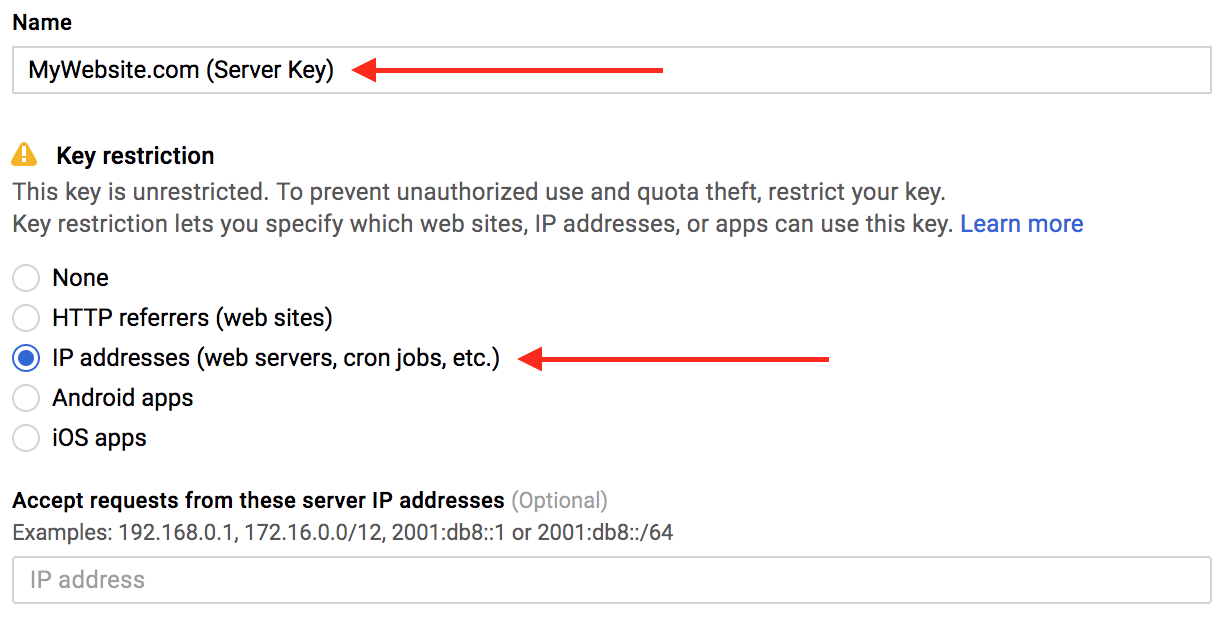 Name
MyWebsite.com (Server Key)
Key restriction
This key is unrestricted. To prevent unauthorized use and quota theft, restrict your key.
Key restriction lets you specify which web sites, IP addresses, or apps can use this key. Learn more
None
HTTP referrers (web sites)
IP addresses (web servers, cron jobs, etc.)
Android apps
iOS apps
Accept requests from these server IP addresses (Optional)
Examples: 192.168.0.1, 172.16.0.0/12, 2001:db8::1 or 2001:db8::/64
IP address